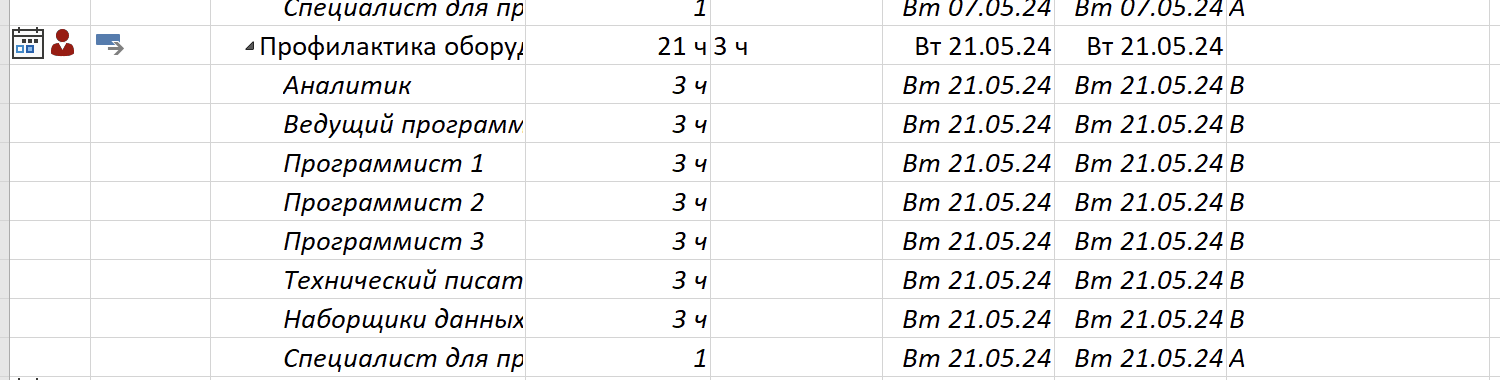 Специалист для пр 1 Вт 07.05.24 Вт 07.05.24 А
Профилактика оборуд 21 ч 3 ч Вт 21.05.24 Вт 21.05.24
Аналитик 3 ч Вт 21.05.24 Вт 21.05.24 B
Ведущий программ 3 ч Вт 21.05.24 Вт 21.05.24 B
Программист 1 3 ч Вт 21.05.24 Вт 21.05.24 B
Программист 2 3 ч Вт 21.05.24 Вт 21.05.24 B
Программист 3 3 ч Вт 21.05.24 Вт 21.05.24 B
Технический писат 3 ч Вт 21.05.24 Вт 21.05.24 B
Наборщики данных 3 ч Вт 21.05.24 Вт 21.05.24 B
Специалист для пр 1 Вт 21.05.24 Вт 21.05.24 А